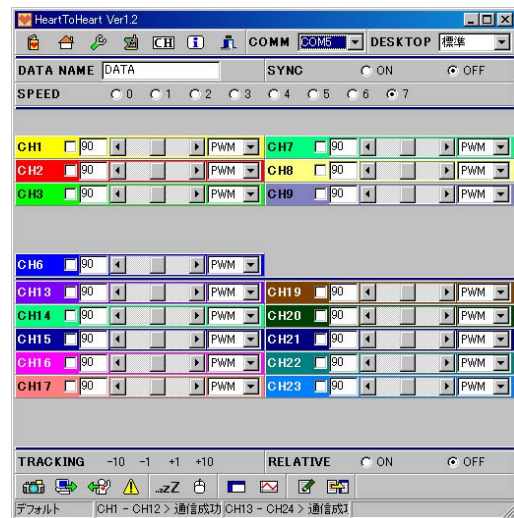 HeartToHeart Ver1.2
CH i COMM COM5 DESKTOP 標準
DATA NAME DATA SYNC ON OFF
SPEED 0 1 2 3 4 5 6 7
CH1 90 PWM CH7 90 PWM
CH2 90 PWM CH8 90 PWM
CH3 90 PWM CH9 90 PWM
CH6 90 PWM
CH13 90 PWM CH19 90 PWM
CH14 90 PWM CH20 90 PWM
CH15 90 PWM CH21 90 PWM
CH16 90 PWM CH22 90 PWM
CH17 90 PWM CH23 90 PWM
TRACKING -10 -1 +1 +10 RELATIVE ON OFF
..zZ
デフォルト CH1 - CH12 > 通信成功 CH13 - CH24 > 通信成功